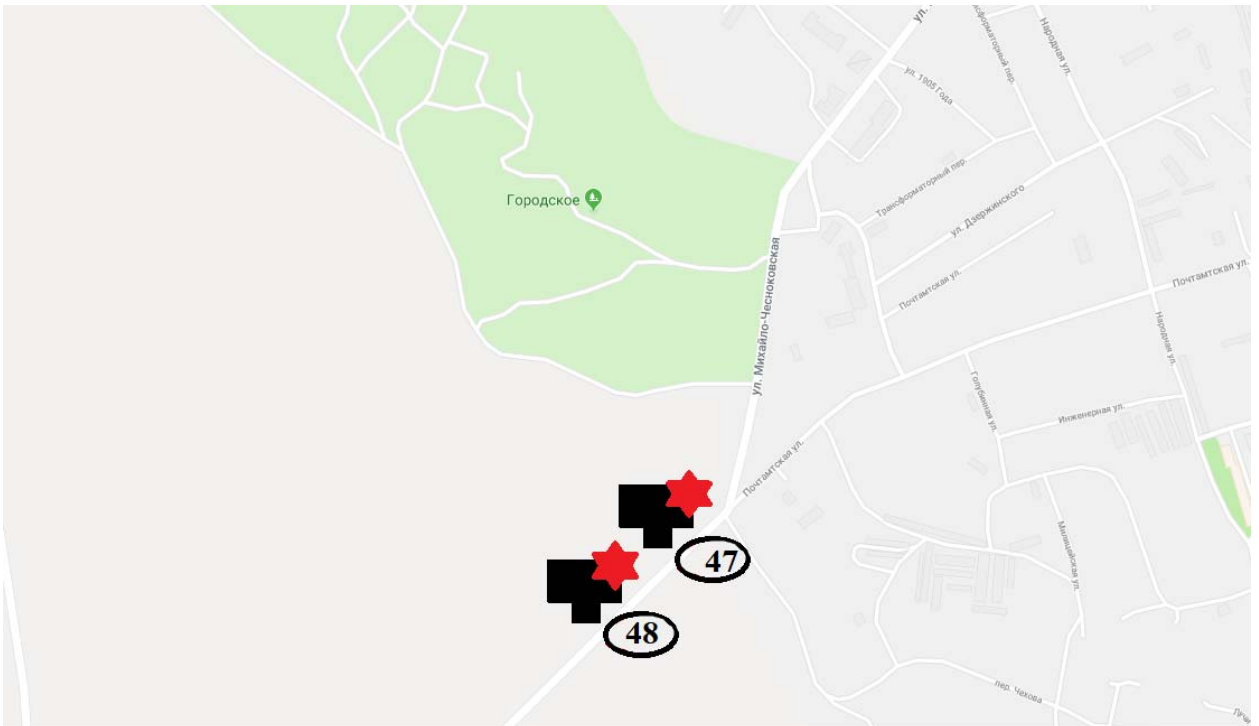 ул.
Трансформаторный пер.
Народная ул.
ул. 1905 Года
Городское
Трансформаторный пер.
ул. Дзержинского
Почтамтская ул.
Почтамтская ул.
ул. Михайло-Чесноковская
Народная ул.
Голубиная ул.
Инженерная ул.
Почтамтская ул.
Милицейская ул.
47
48
пер. Чехова